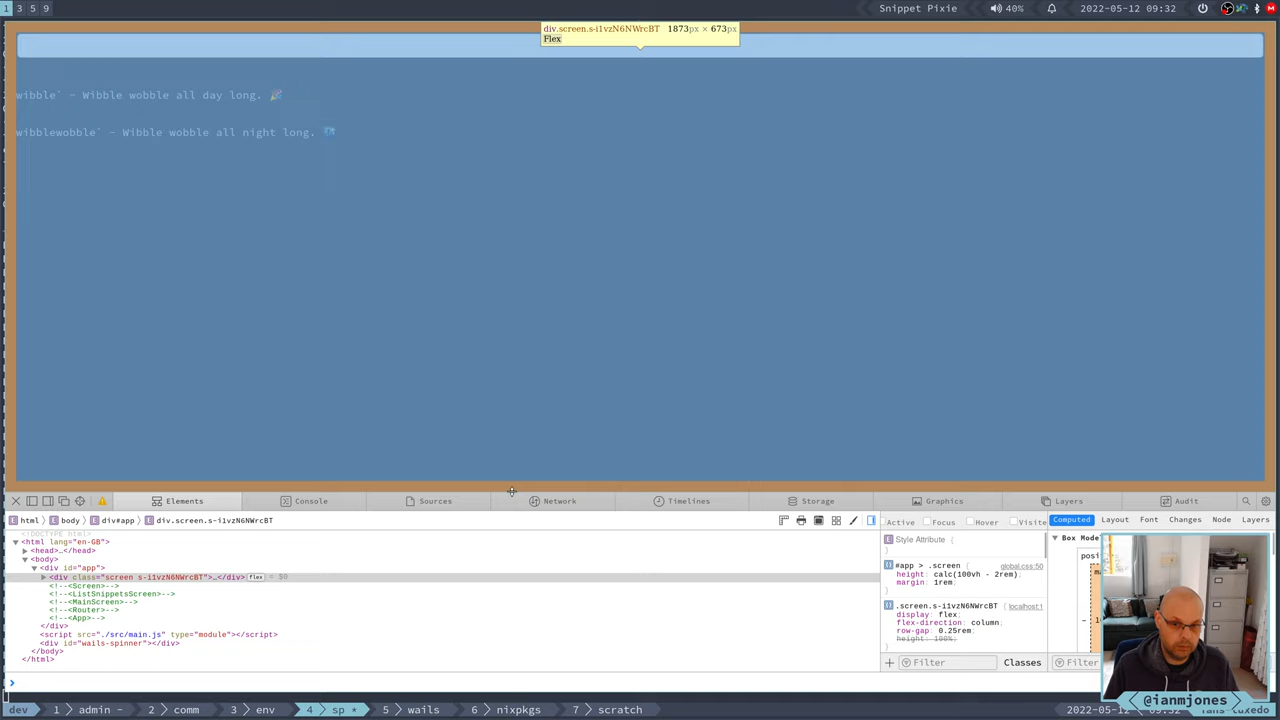 1 3 5 9
Snippet Pixie 40% 2022-05-12 09:32
div.screen.s-i1vzN6NWrcBT 1873px × 673px
Flex
wibble` - Wibble wobble all day long. 🎉
wibblewobble` - Wibble wobble all night long.
Elements Console Sources Network Timelines Storage Graphics Layers Audit
E html E body E div#app E div.screen.s-i1vzN6NWrcBT
Active Focus Hover Visite
Computed Layout Font Changes Node Layers
<!DOCTYPE html>
<html lang="en-GB">
<head>…</head>
<body>
<div id="app">
<div class="screen s-i1vzN6NWrcBT">…</div> flex = $0
<!--<Screen>-->
<!--<ListSnippetsScreen>-->
<!--<MainScreen>-->
<!--<Router>-->
<!--<App>-->
</div>
<script src="./src/main.js" type="module"></script>
<div id="wails-spinner"></div>
</body>
</html>
Style Attribute {
}
#app > .screen { global.css:50
height: calc(100vh - 2rem);
margin: 1rem;
}
.screen.s-i1vzN6NWrcBT localhost:1
{
display: flex;
flex-direction: column;
row-gap: 0.25rem;
height: 100%;
}
Filter Classes
Box Mode
posi
ma
Filter
@ianmjones
dev 1 admin - 2 comm 3 env 4 sp * 5 wails 6 nixpkgs 7 scratch